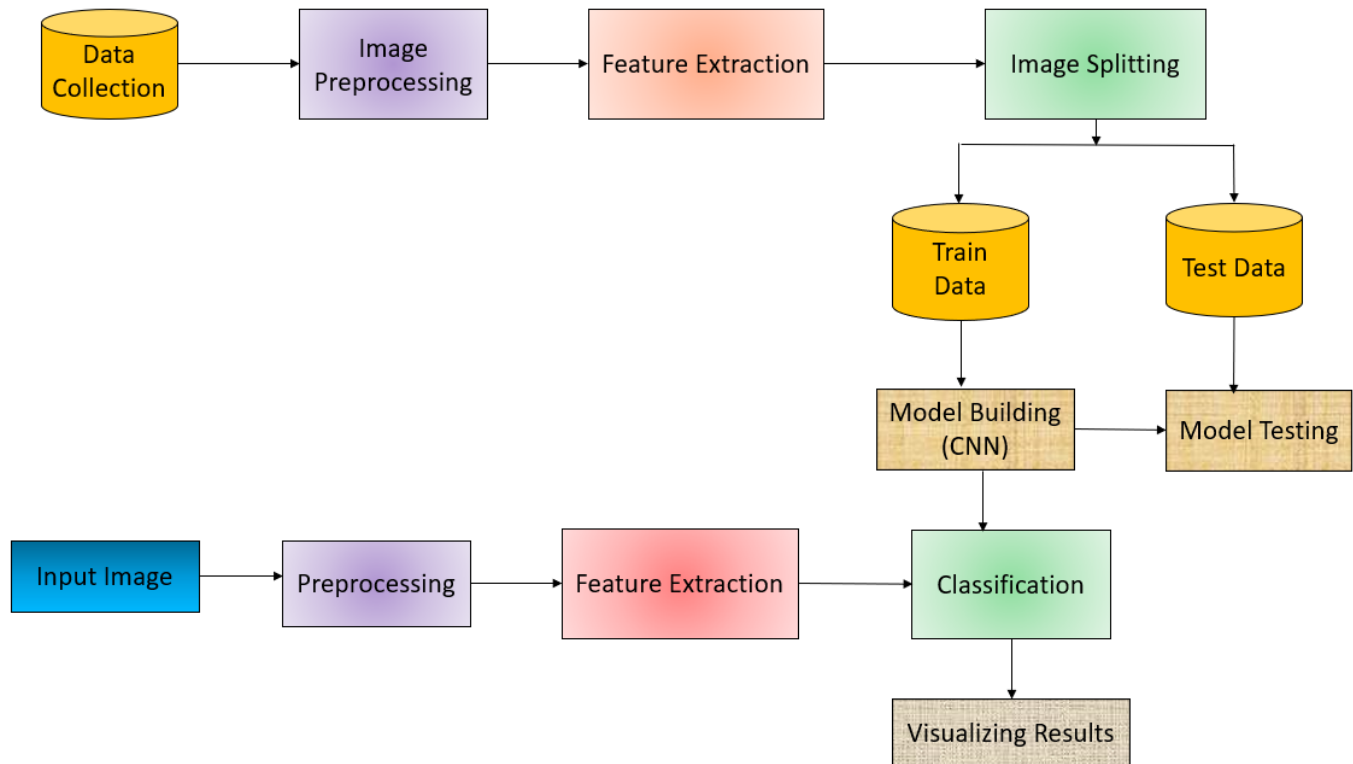 Data
Collection
Image
Preprocessing
Feature Extraction
Image Splitting
Train
Data
Test Data
Model Building
(CNN)
Model Testing
Input Image
Preprocessing
Feature Extraction
Classification
Visualizing Results